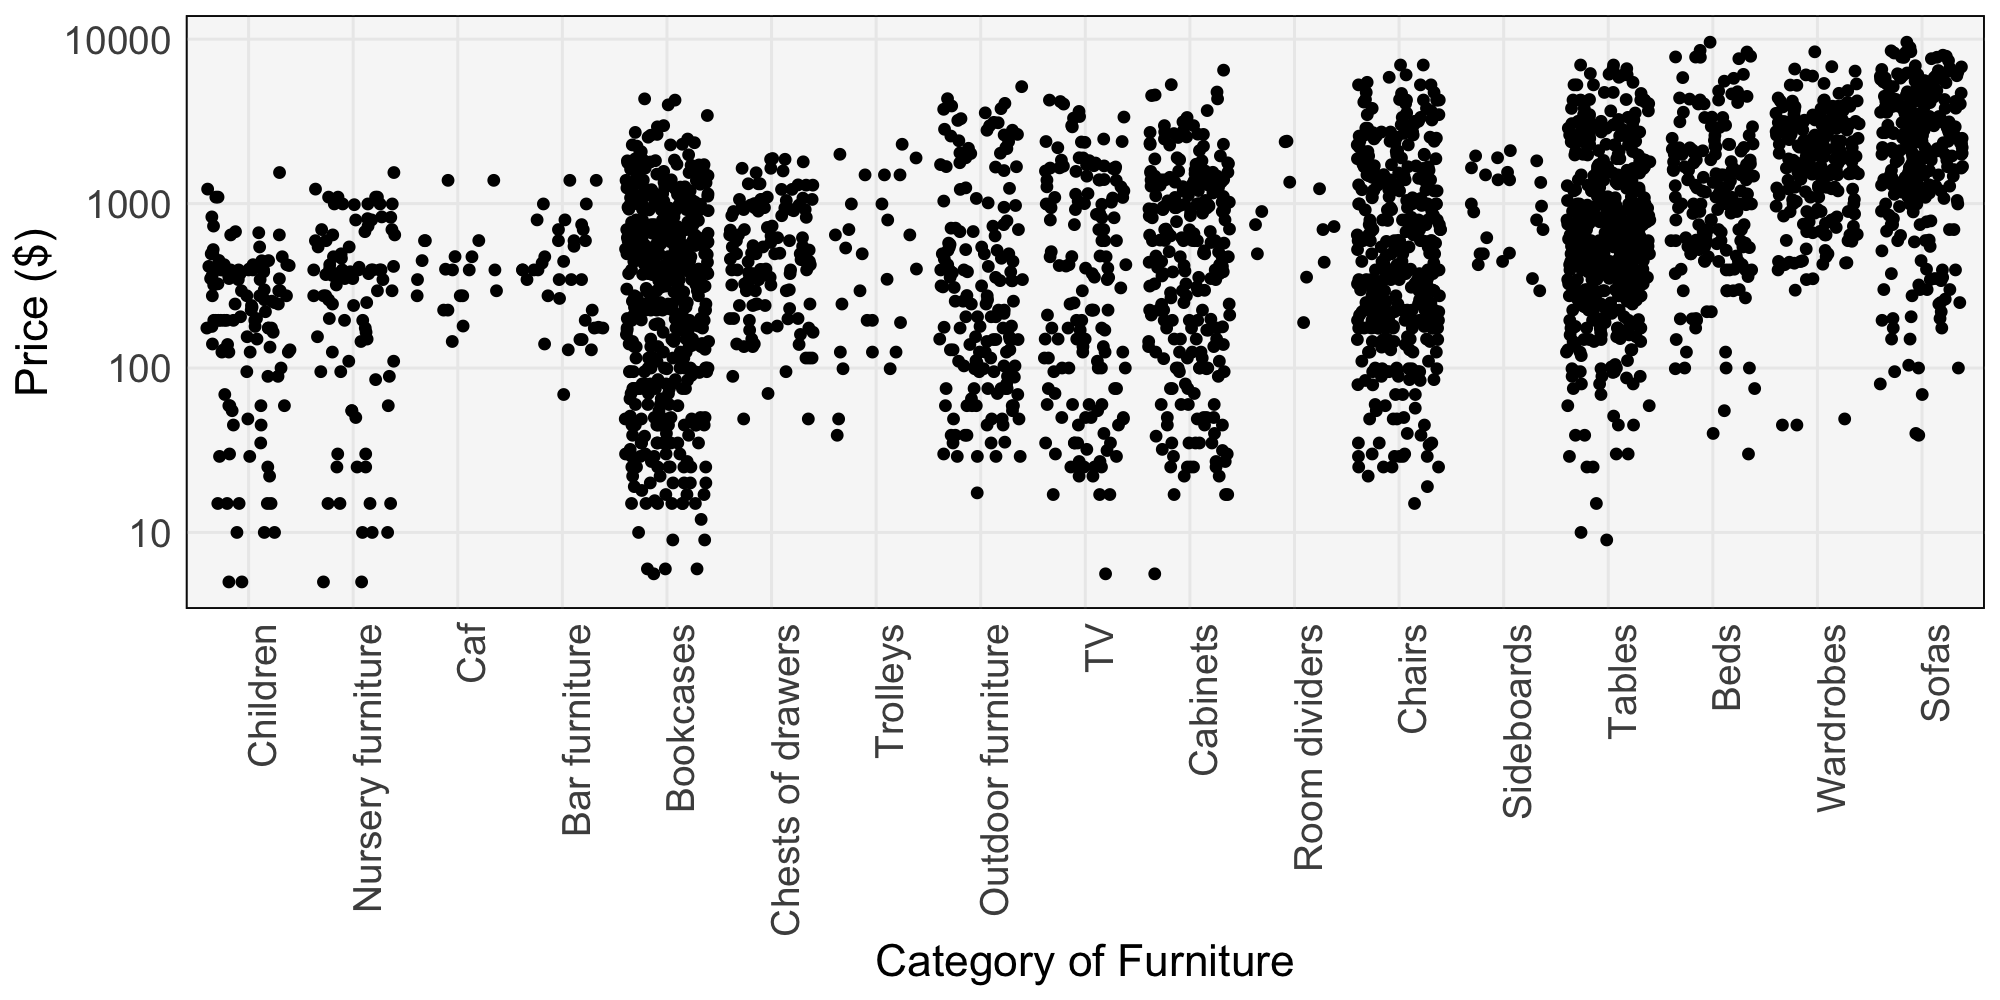 Price ($)
10000
1000
100
10
Children
Nursery furniture
Caf
Bar furniture
Bookcases
Chests of drawers
Trolleys
Outdoor furniture
TV
Cabinets
Room dividers
Chairs
Sideboards
Tables
Beds
Wardrobes
Sofas
Category of Furniture